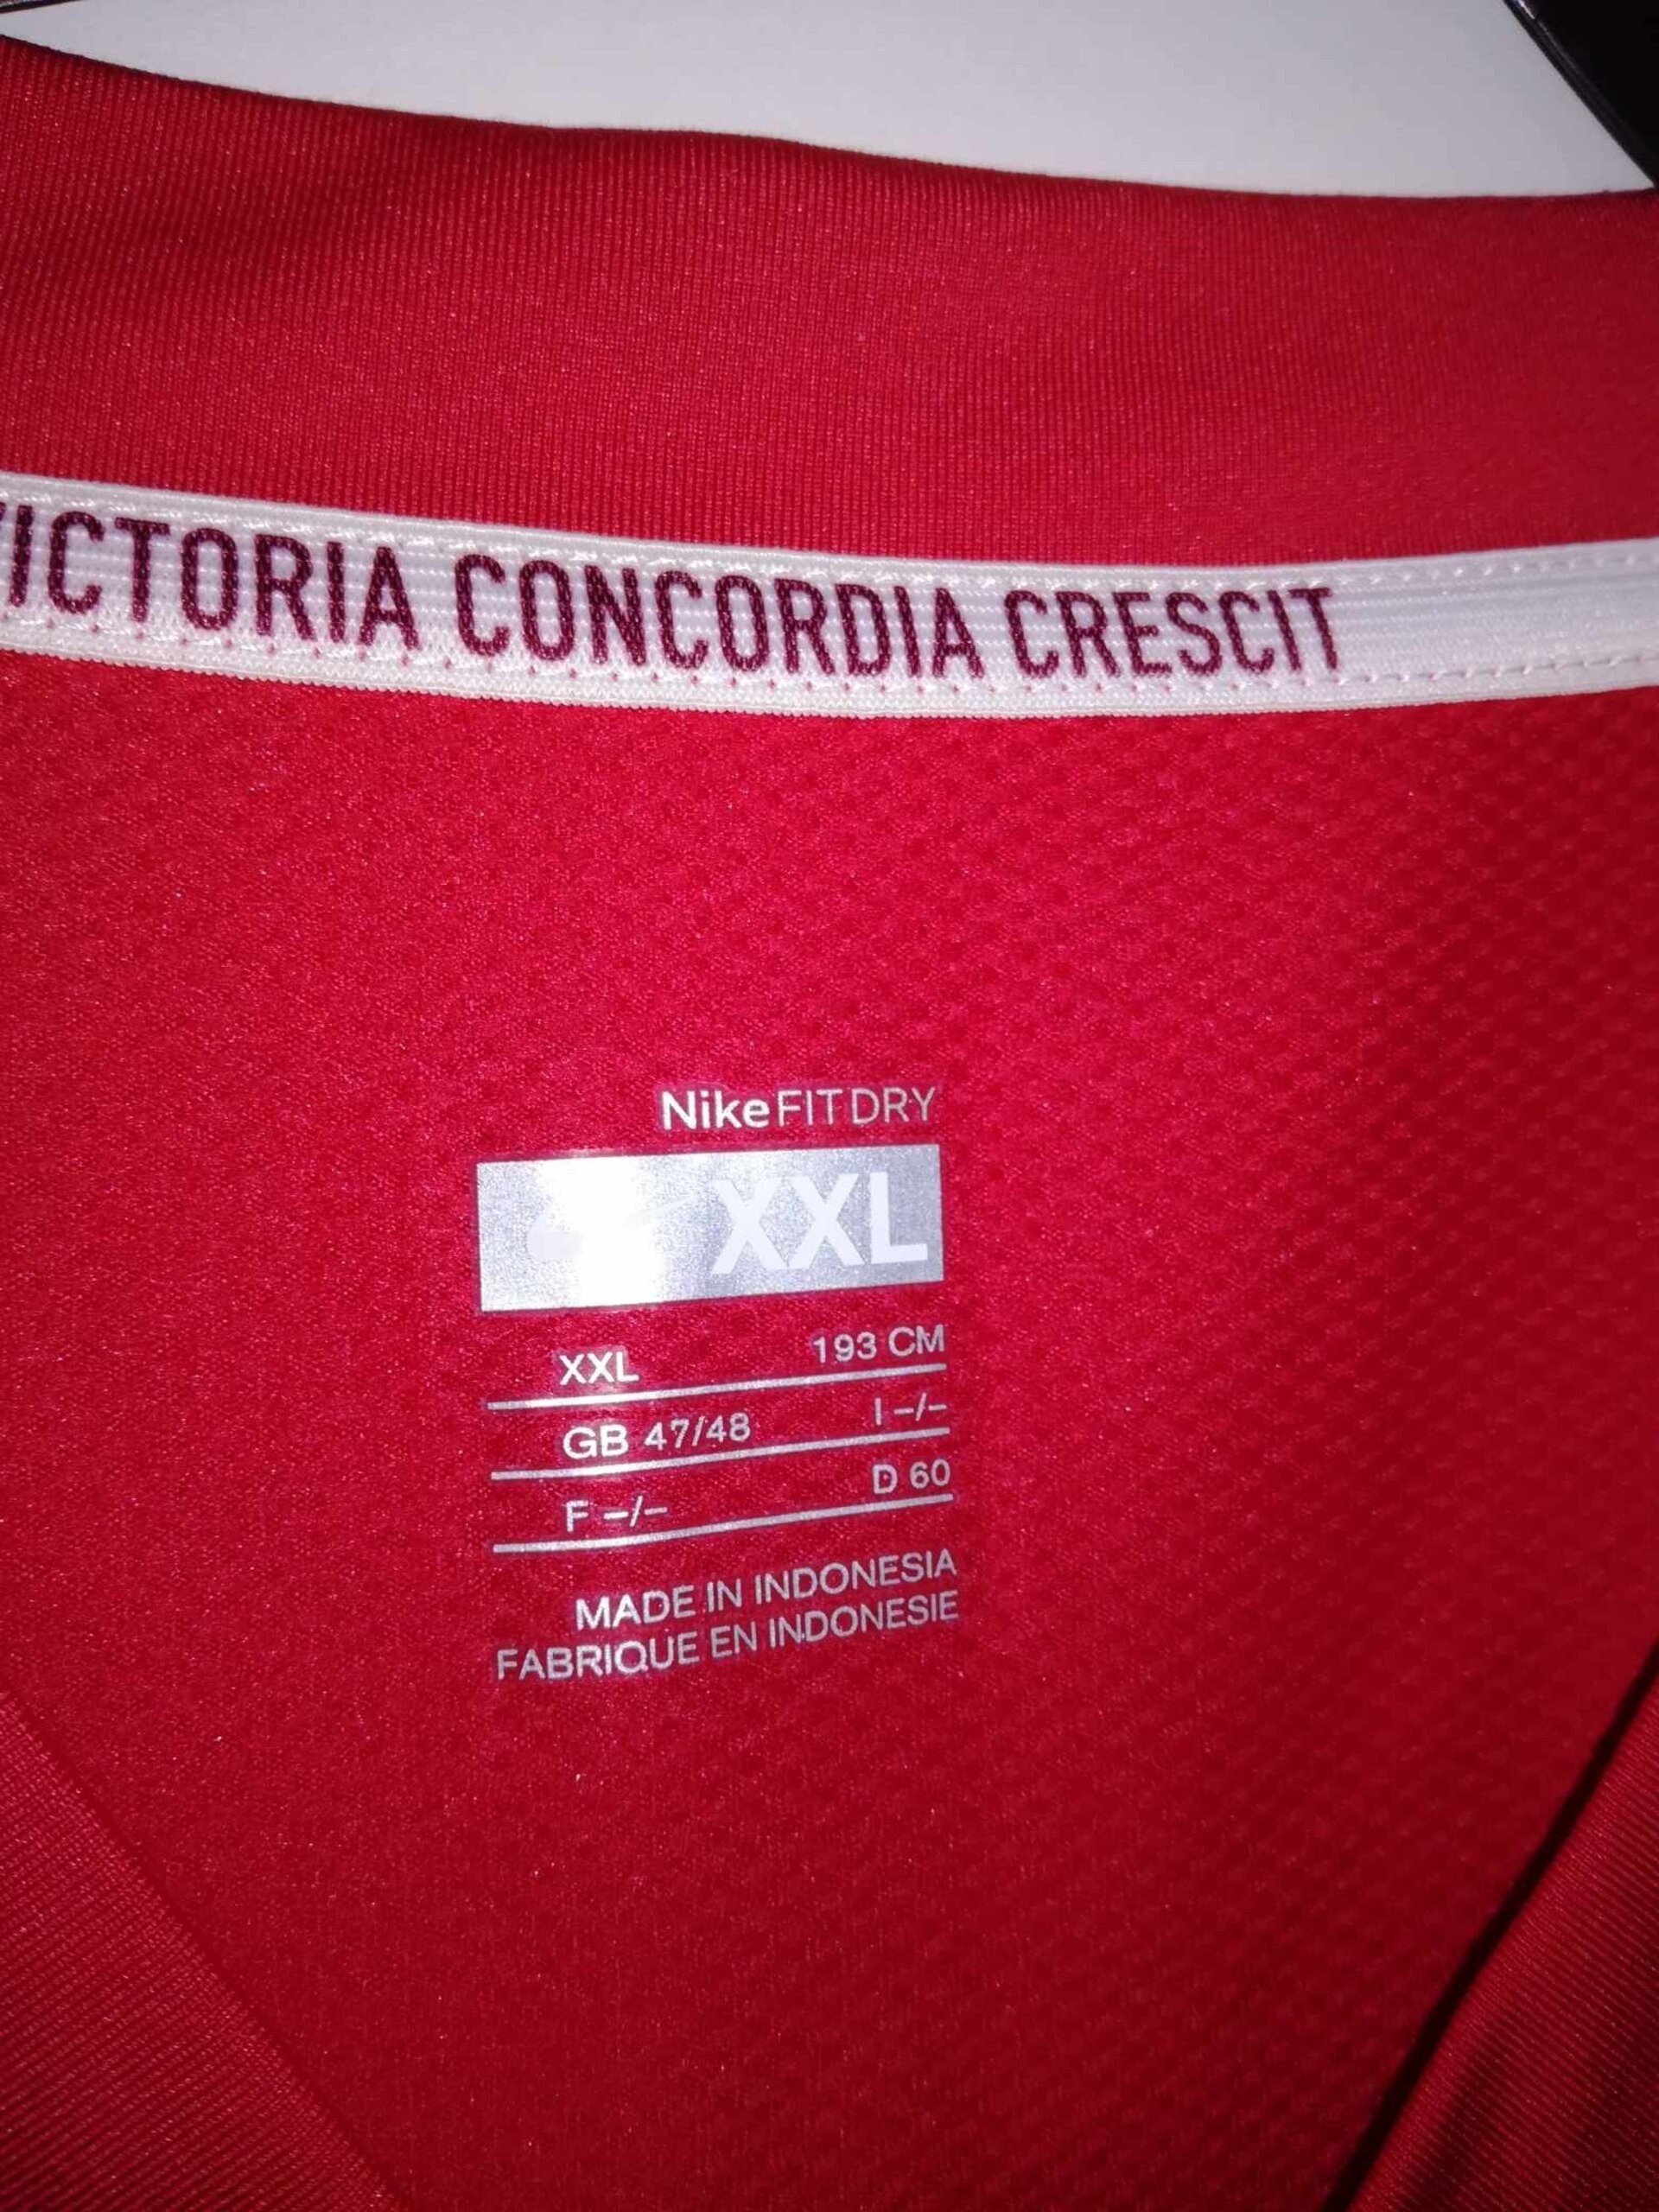 VICTORIA CONCORDIA CRESCIT
NikeFITDRY
XXL
XXL 193 CM
GB 47/48 I –/–
F –/– D 60
MADE IN INDONESIA
FABRIQUE EN INDONESIE